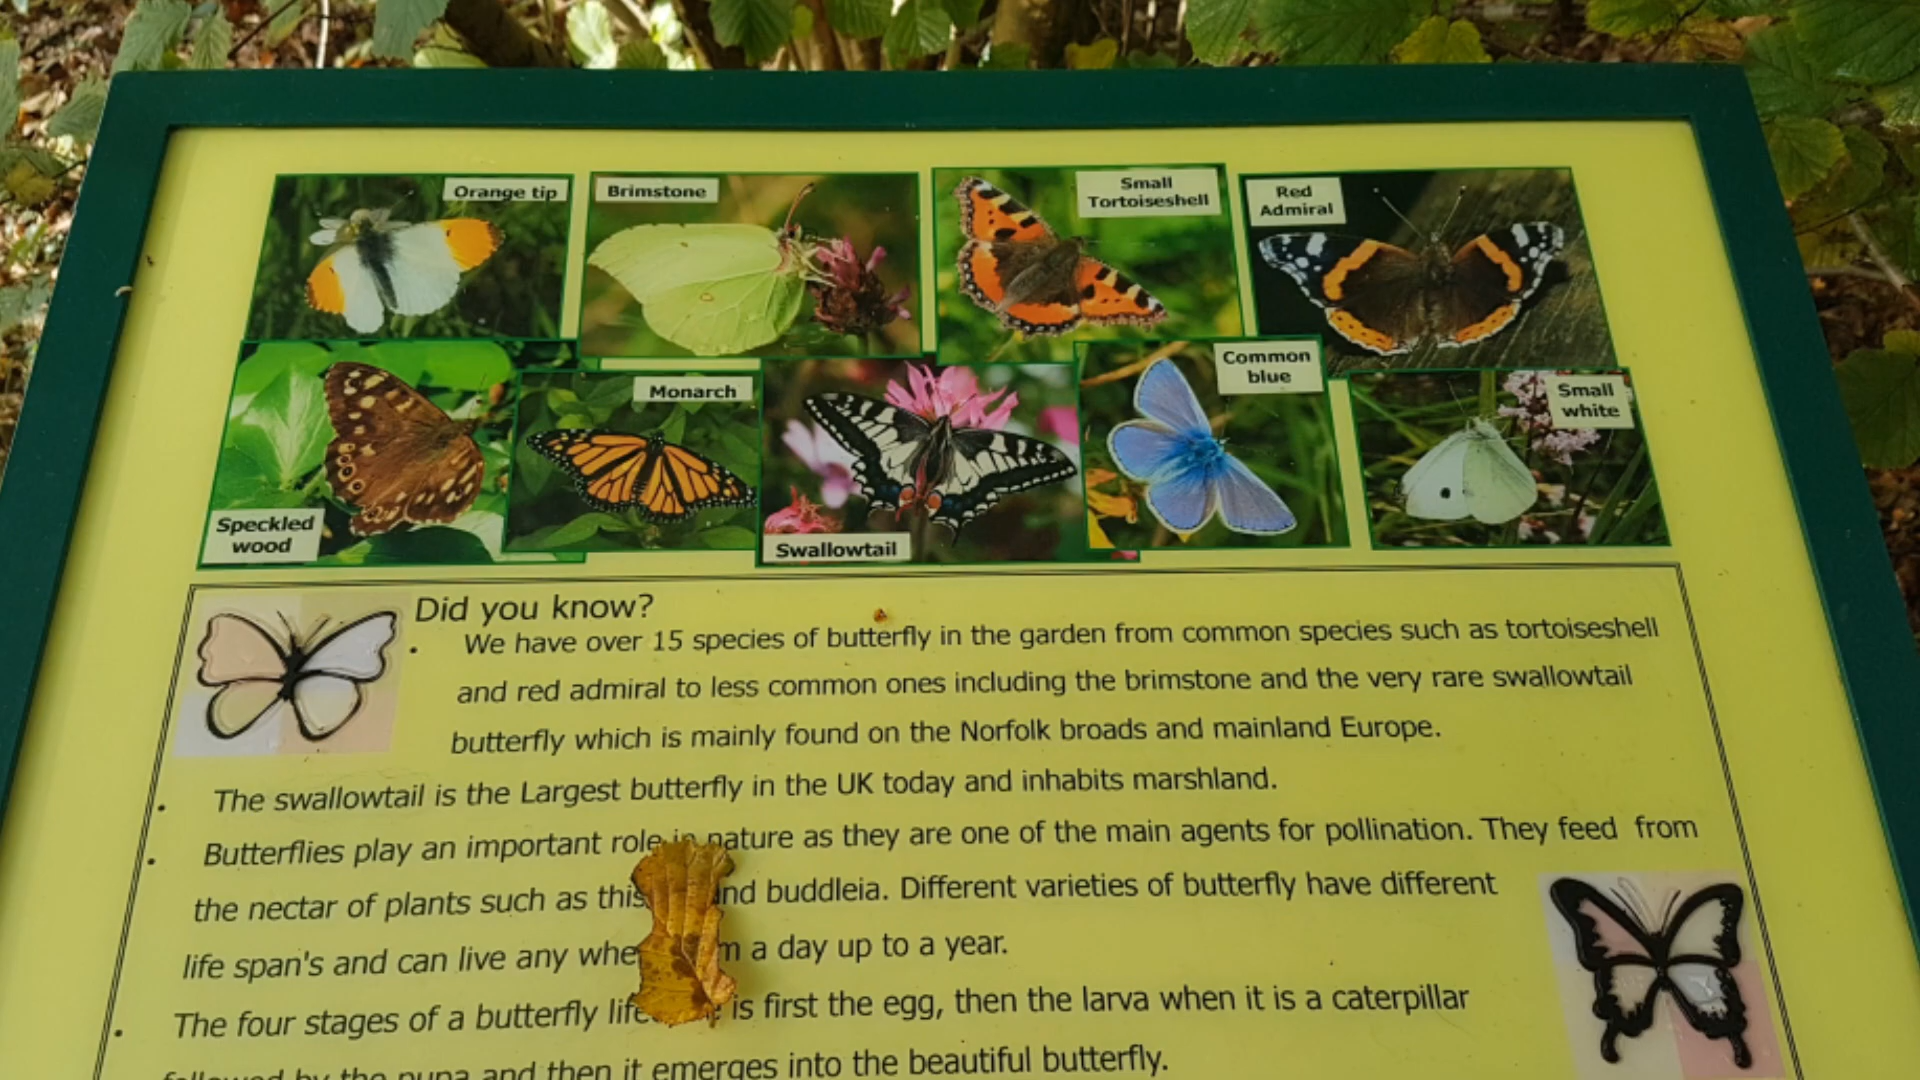 Orange tip
Brimstone
Small
Tortoiseshell
Red
Admiral
Speckled
wood
Monarch
Swallowtail
Common
blue
Small
white
Did you know?
. We have over 15 species of butterfly in the garden from common species such as tortoiseshell
and red admiral to less common ones including the brimstone and the very rare swallowtail
butterfly which is mainly found on the Norfolk broads and mainland Europe.
. The swallowtail is the Largest butterfly in the UK today and inhabits marshland.
. Butterflies play an important role in nature as they are one of the main agents for pollination. They feed from
the nectar of plants such as and buddleia. Different varieties of butterfly have different
life span's and can live any a day up to a year.
. The four stages of a butterfly is first the egg, then the larva when it is a caterpillar
followed by the pupa and then it emerges into the beautiful butterfly.